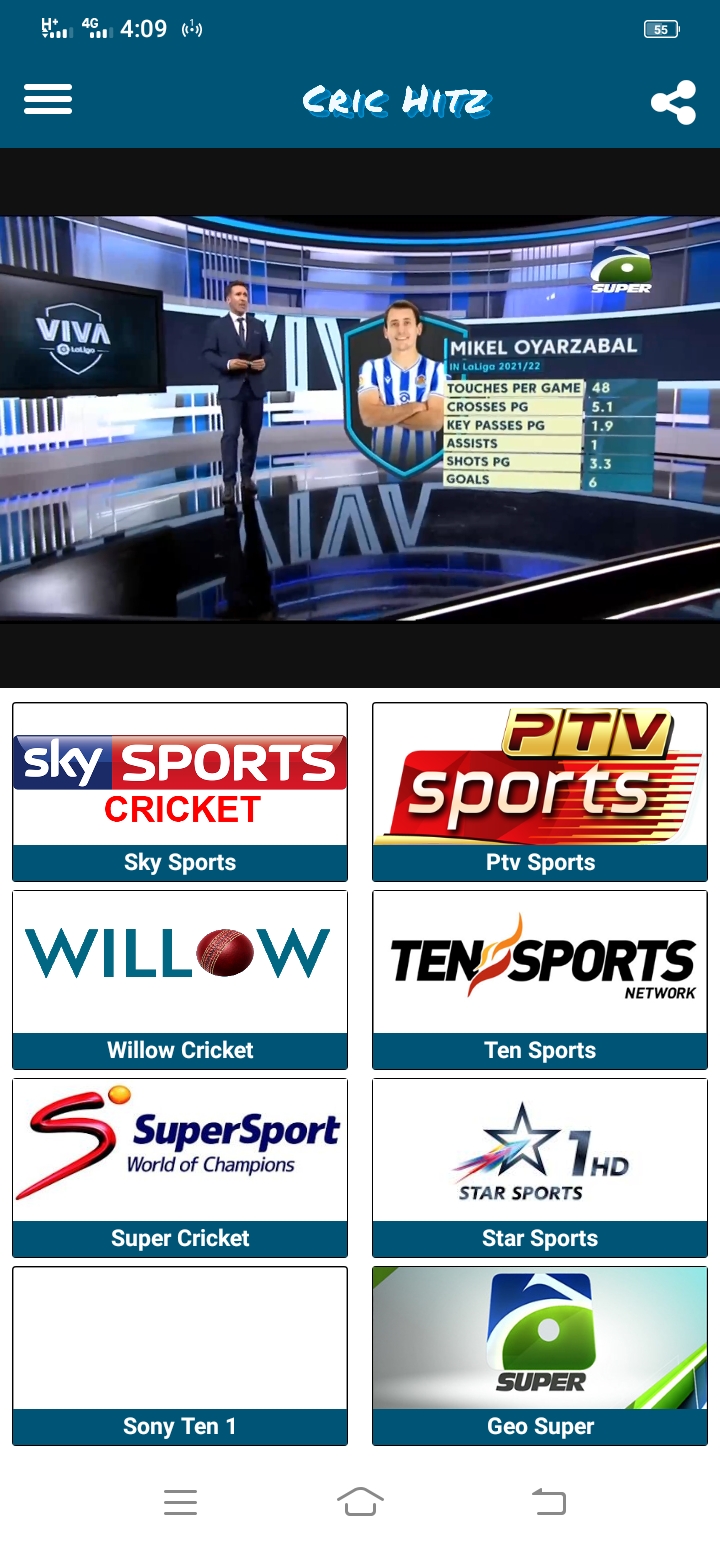 H+ 4G 4:09 1 55
Cric Hitz
SUPER
VIVA
LaLiga
MIKEL OYARZABAL
IN LaLiga 2021/22
TOUCHES PER GAME 48
CROSSES PG 5.1
KEY PASSES PG 1.9
ASSISTS 1
SHOTS PG 3.3
GOALS 6
sky SPORTS
CRICKET
Sky Sports
PTV
sports
Ptv Sports
WILLOW
Willow Cricket
TEN SPORTS
NETWORK
Ten Sports
SuperSport
World of Champions
Super Cricket
1HD
STAR SPORTS
Star Sports
Sony Ten 1
SUPER
Geo Super